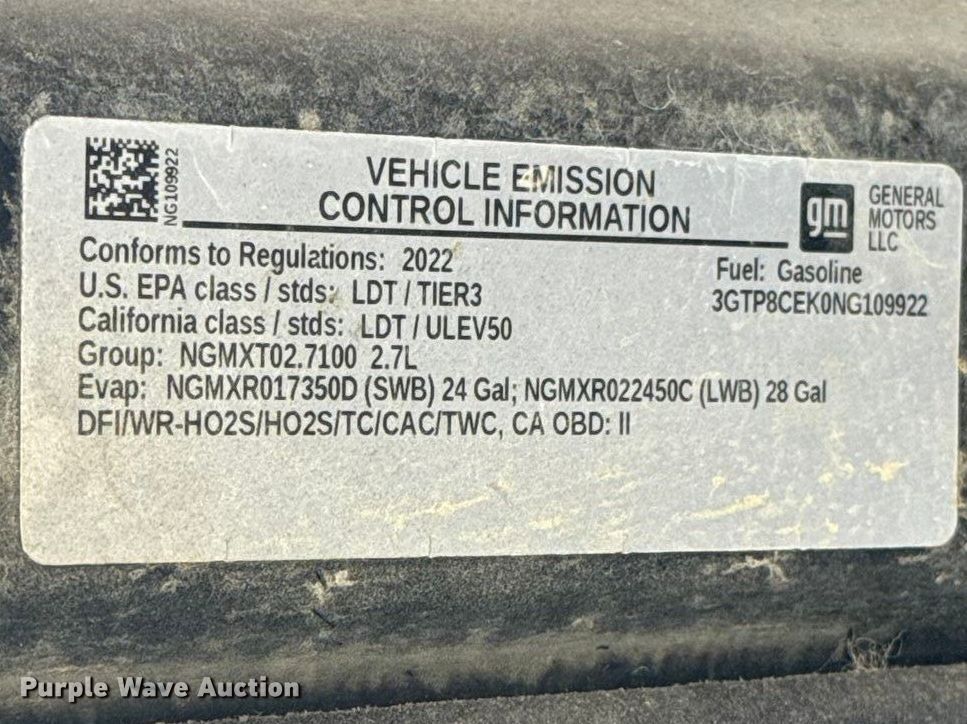 NG109922
VEHICLE EMISSION
CONTROL INFORMATION
gm
GENERAL
MOTORS
LLC
Conforms to Regulations: 2022
Fuel: Gasoline
U.S. EPA class / stds: LDT / TIER3
3GTP8CEK0NG109922
California class / stds: LDT / ULEV50
Group: NGMXT02.7100 2.7L
Evap: NGMXR017350D (SWB) 24 Gal; NGMXR022450C (LWB) 28 Gal
DFI/WR-HO2S/HO2S/TC/CAC/TWC, CA OBD: II
Purple Wave Auction